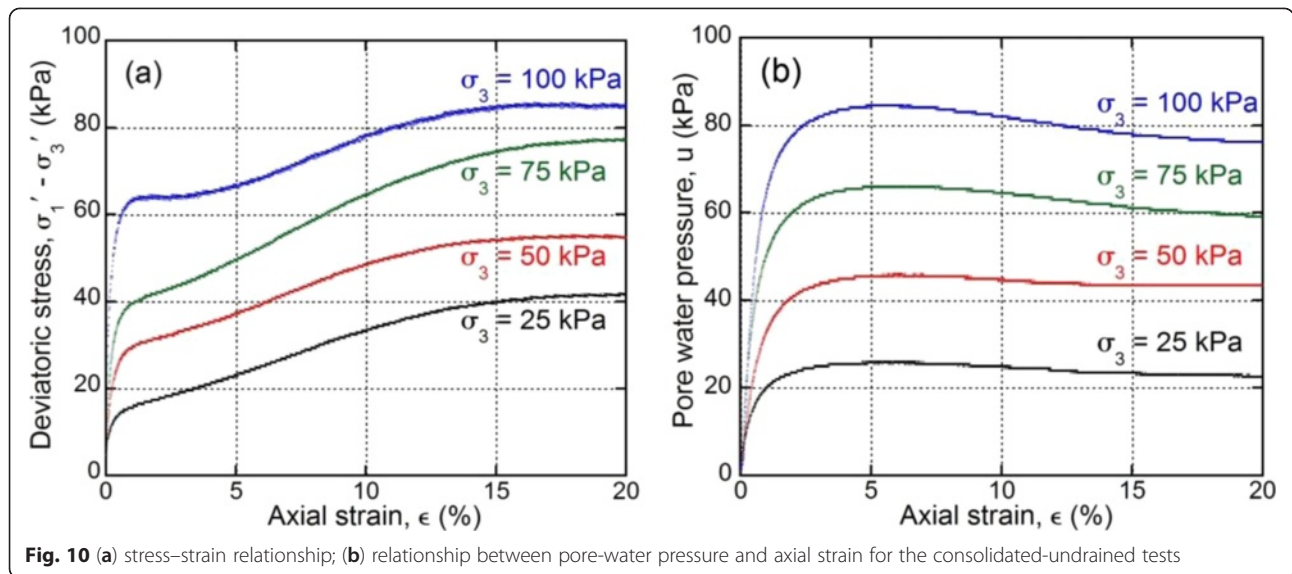 (a)
Deviatoric stress, σ₁′ - σ₃′ (kPa)
100
80
60
40
20
0
σ₃ = 100 kPa
σ₃ = 75 kPa
σ₃ = 50 kPa
σ₃ = 25 kPa
0 5 10 15 20
Axial strain, ϵ (%)
(b)
Pore water pressure, u (kPa)
100
80
60
40
20
0
σ₃ = 100 kPa
σ₃ = 75 kPa
σ₃ = 50 kPa
σ₃ = 25 kPa
0 5 10 15 20
Axial strain, ϵ (%)
Fig. 10 (a) stress–strain relationship; (b) relationship between pore-water pressure and axial strain for the consolidated-undrained tests